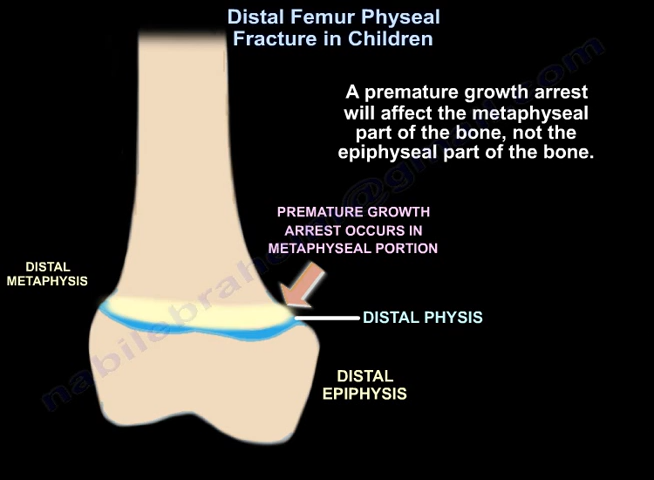 Distal Femur Physeal
Fracture in Children
A premature growth arrest
will affect the metaphyseal
part of the bone, not the
epiphyseal part of the bone.
PREMATURE GROWTH
ARREST OCCURS IN
METAPHYSEAL PORTION
DISTAL
METAPHYSIS
DISTAL PHYSIS
DISTAL
EPIPHYSIS